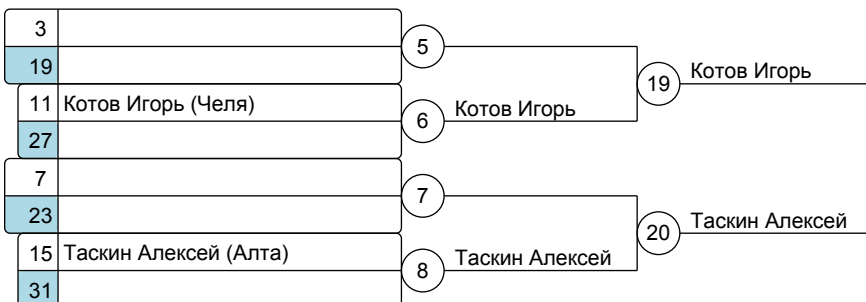 3
5
19
19 Котов Игорь
11 Котов Игорь (Челя)
6 Котов Игорь
27
7
7
23
20 Таскин Алексей
15 Таскин Алексей (Алта)
8 Таскин Алексей
31